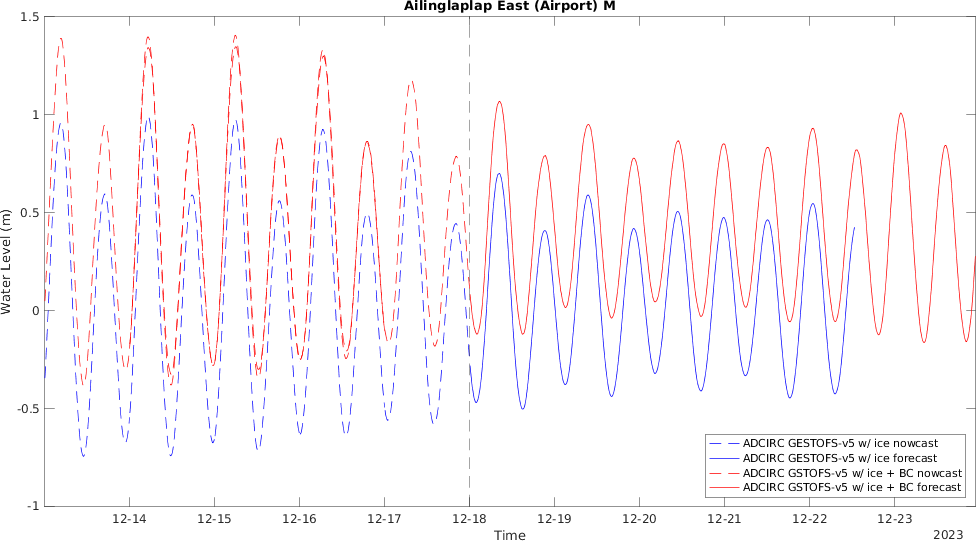 Ailinglaplap East (Airport) M
1.5
1
0.5
0
-0.5
-1
Water Level (m)
12-14
12-15
12-16
12-17
12-18
12-19
12-20
12-21
12-22
12-23
Time
2023
ADCIRC GESTOFS-v5 w/ ice nowcast
ADCIRC GESTOFS-v5 w/ ice forecast
ADCIRC GSTOFS-v5 w/ ice + BC nowcast
ADCIRC GSTOFS-v5 w/ ice + BC forecast